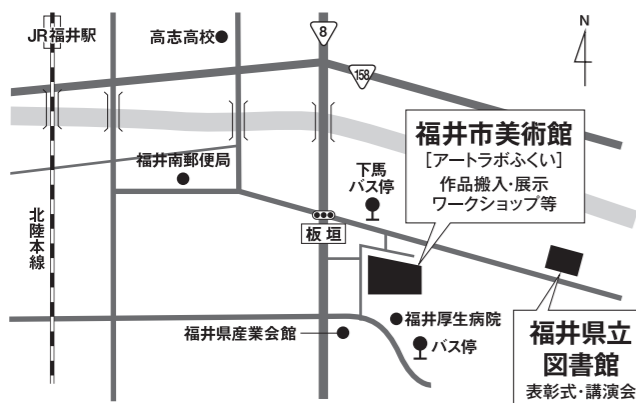 JR福井駅
高志高校
8
158
N
福井市美術館
[アートラボふくい]
作品搬入・展示
ワークショップ等
福井南郵便局
下馬
バス停
北陸本線
板垣
福井厚生病院
福井県産業会館
バス停
福井県立
図書館
表彰式・講演会